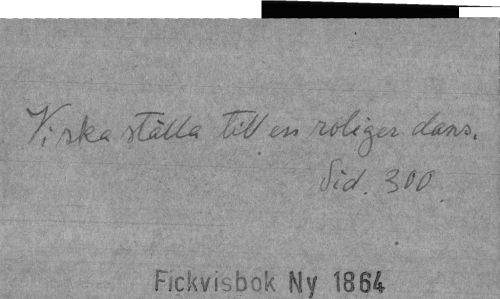 Vi ska ställa till en roliger dans.
Sid. 300
Fickvisbok Ny 1864